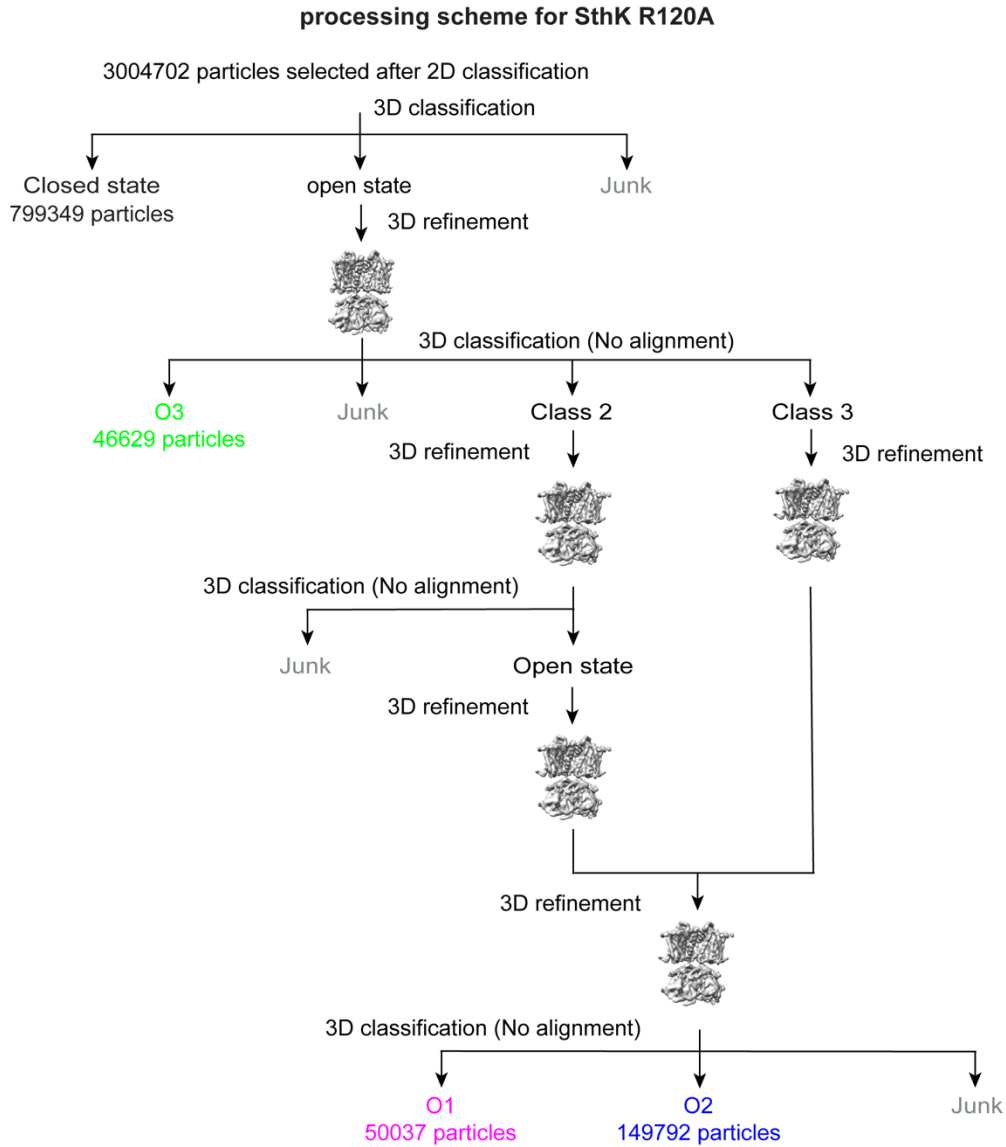 processing scheme for SthK R120A
3004702 particles selected after 2D classification
3D classification
Closed state
799349 particles
open state
Junk
3D refinement
3D classification (No alignment)
O3
46629 particles
Junk
Class 2
Class 3
3D refinement
3D refinement
3D classification (No alignment)
Junk
Open state
3D refinement
3D refinement
3D classification (No alignment)
O1
50037 particles
O2
149792 particles
Junk